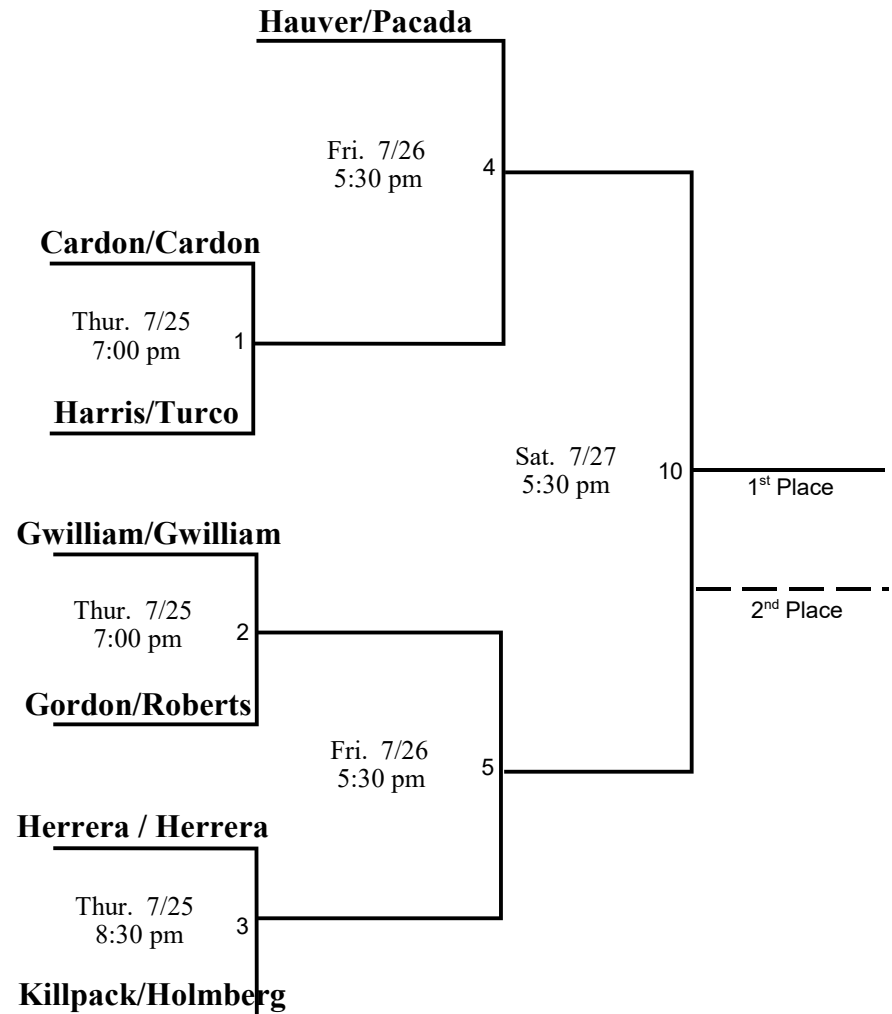 Hauver/Pacada
Fri. 7/26
5:30 pm
4
Cardon/Cardon
Thur. 7/25
7:00 pm
1
Harris/Turco
Sat. 7/27
5:30 pm
10
1st Place
Gwilliam/Gwilliam
Thur. 7/25
7:00 pm
2
2nd Place
Gordon/Roberts
Fri. 7/26
5:30 pm
5
Herrera / Herrera
Thur. 7/25
8:30 pm
3
Killpack/Holmberg